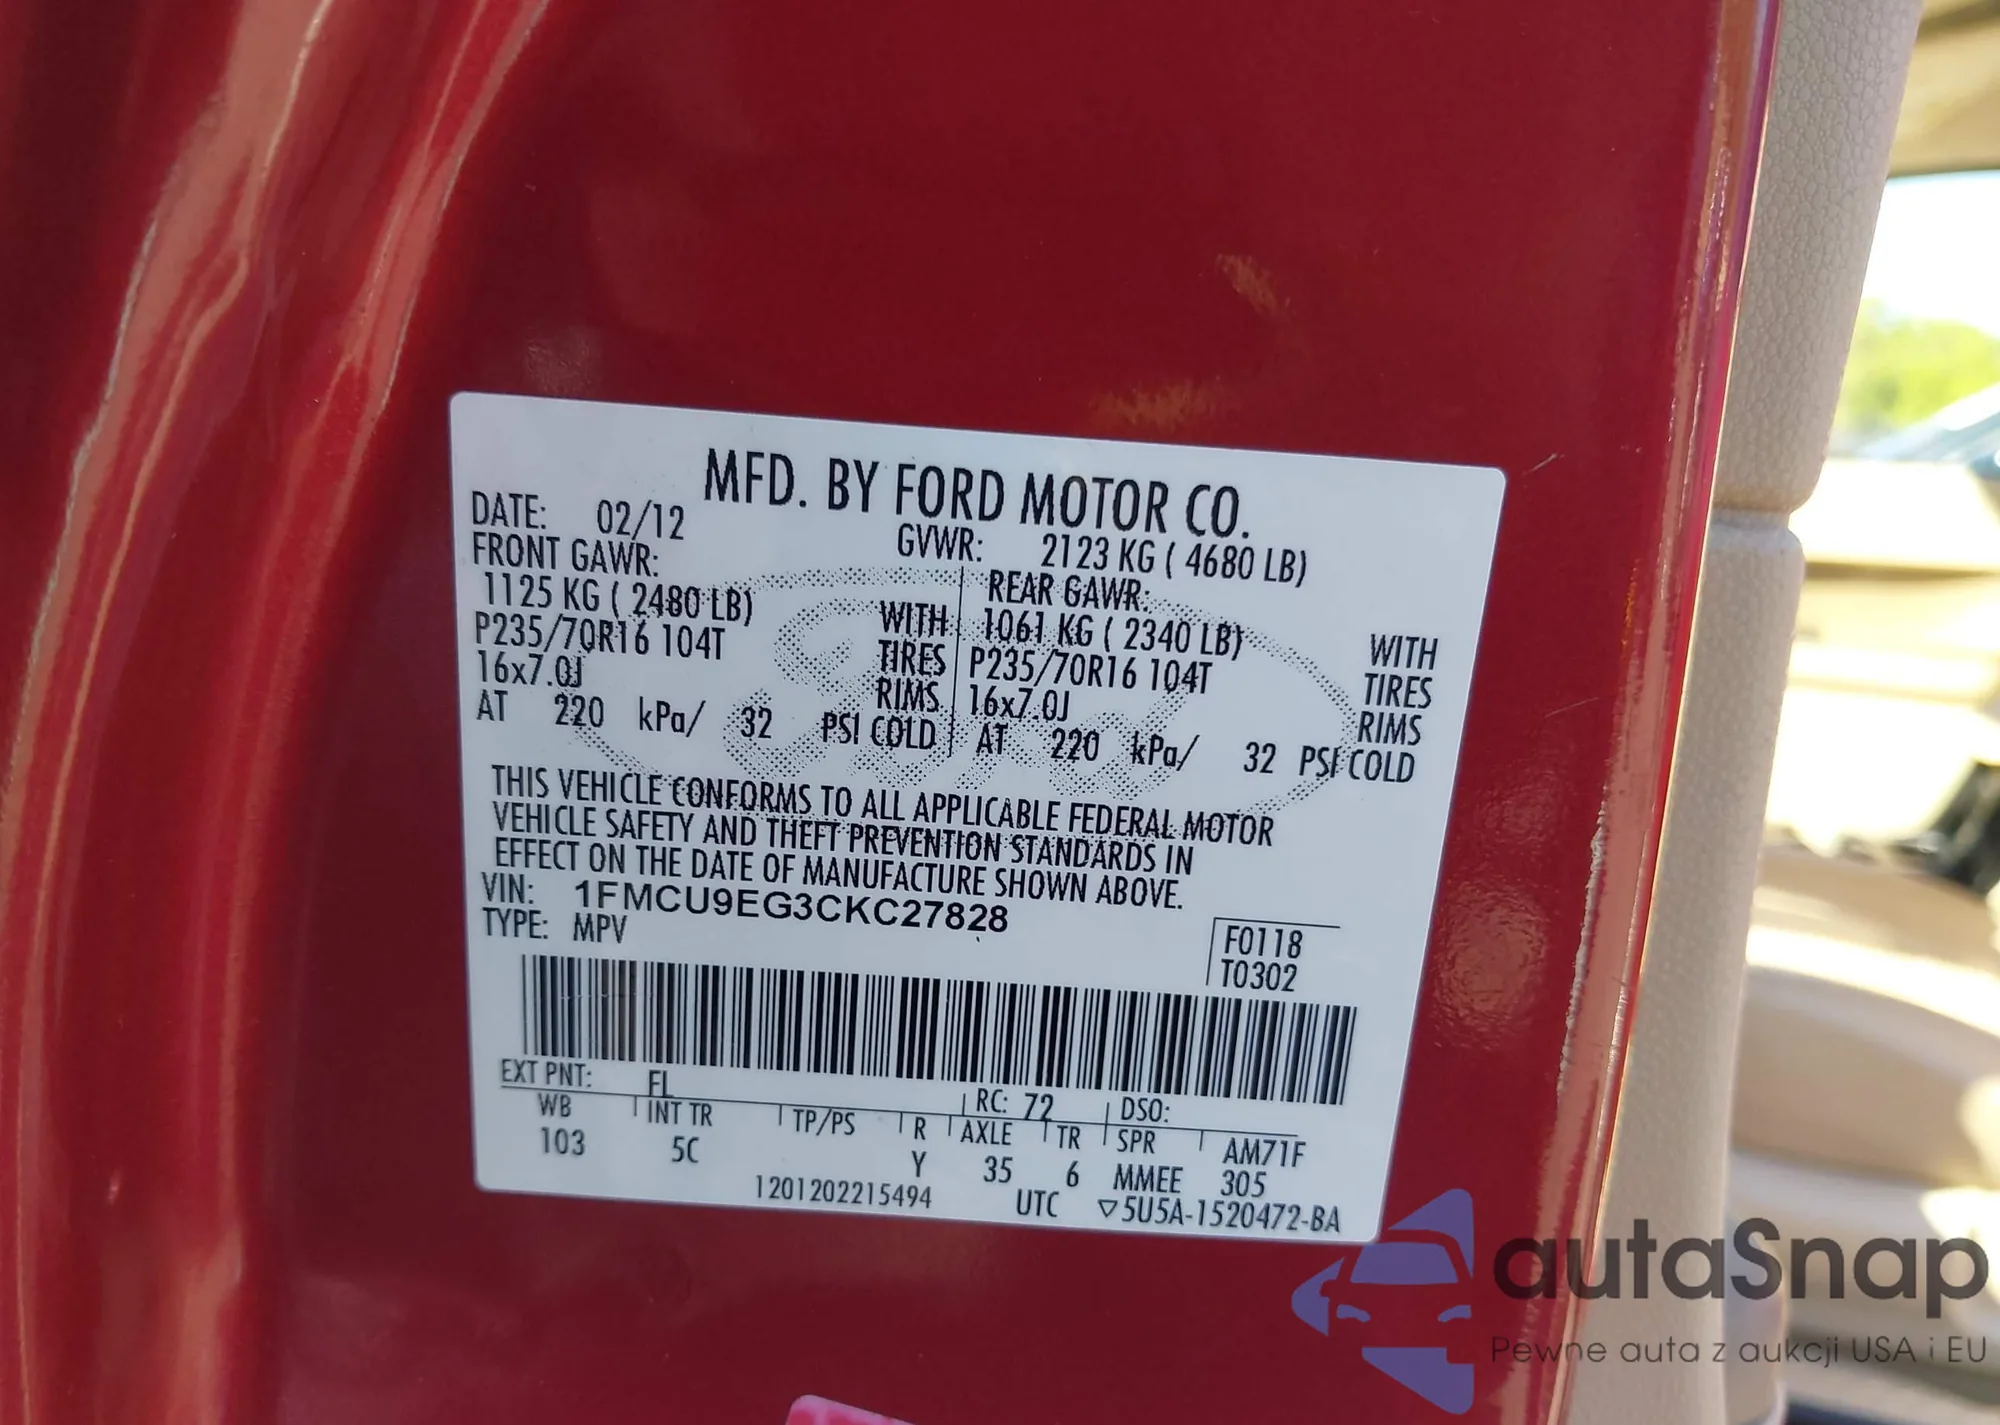 MFD. BY FORD MOTOR CO.
DATE: 02/12 GVWR: 2123 KG ( 4680 LB)
FRONT GAWR: REAR GAWR:
1125 KG ( 2480 LB) WITH 1061 KG ( 2340 LB) WITH
P235/70R16 104T TIRES P235/70R16 104T TIRES
16x7.0J RIMS 16x7.0J RIMS
AT 220 kPa/ 32 PSI COLD AT 220 kPa/ 32 PSI COLD
THIS VEHICLE CONFORMS TO ALL APPLICABLE FEDERAL MOTOR
VEHICLE SAFETY AND THEFT PREVENTION STANDARDS IN
EFFECT ON THE DATE OF MANUFACTURE SHOWN ABOVE.
VIN: 1FMCU9EG3CKC27828
TYPE: MPV
F0118
T0302
EXT PNT: FL RC: 72 DSO:
WB INT TR TP/PS R AXLE TR SPR AM71F
103 5C Y 35 6 MMEE 305
1201202215494 UTC ▽5U5A-1520472-BA
Ford
autaSnap
Pewne auta z aukcji USA i EU